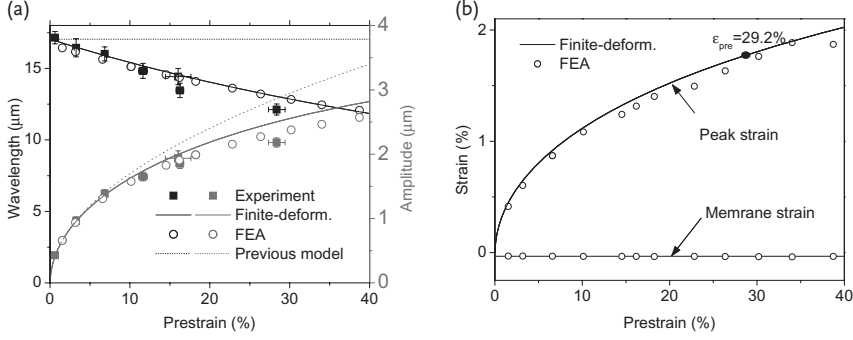 (a)
Wavelength (μm)
15
10
5
0
0
10
20
30
40
Prestrain (%)
4
3
2
1
0
Amplitude (μm)
Experiment
Finite-deform.
FEA
Previous model
(b)
Strain (%)
2
1
0
0
10
20
30
40
Prestrain (%)
Finite-deform.
FEA
εpre=29.2%
Peak strain
Memrane strain